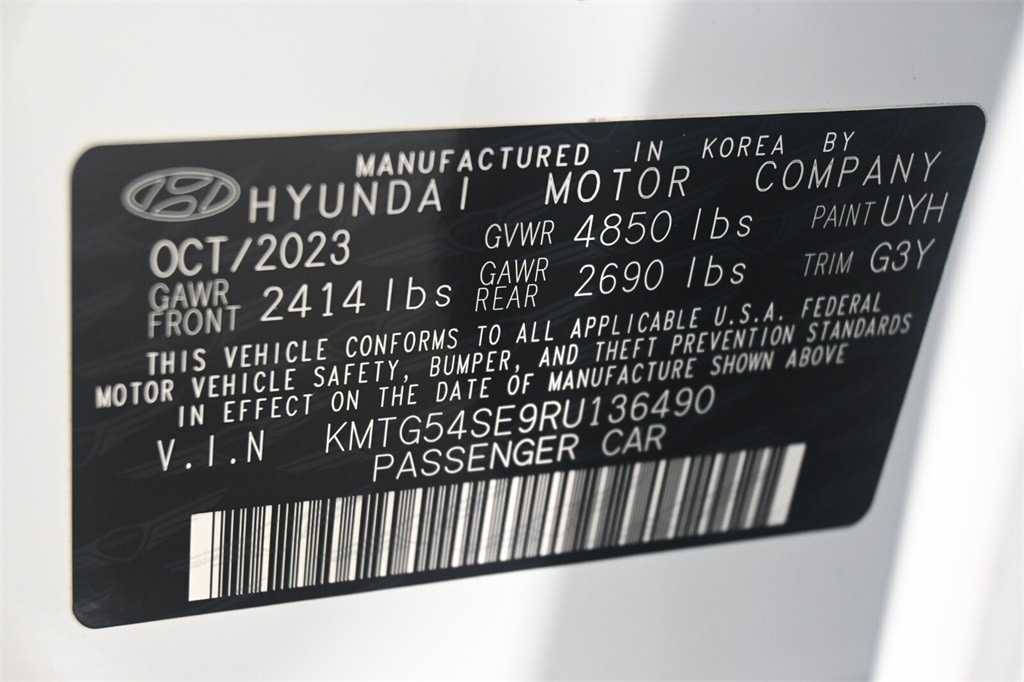 MANUFACTURED IN KOREA BY
HYUNDAI MOTOR COMPANY
OCT/2023 GVWR 4850 lbs PAINT UYH
GAWR FRONT 2414 lbs GAWR REAR 2690 lbs TRIM G3Y
THIS VEHICLE CONFORMS TO ALL APPLICABLE U.S.A. FEDERAL
MOTOR VEHICLE SAFETY, BUMPER, AND THEFT PREVENTION STANDARDS
IN EFFECT ON THE DATE OF MANUFACTURE SHOWN ABOVE
V.I.N KMTG54SE9RU136490
PASSENGER CAR